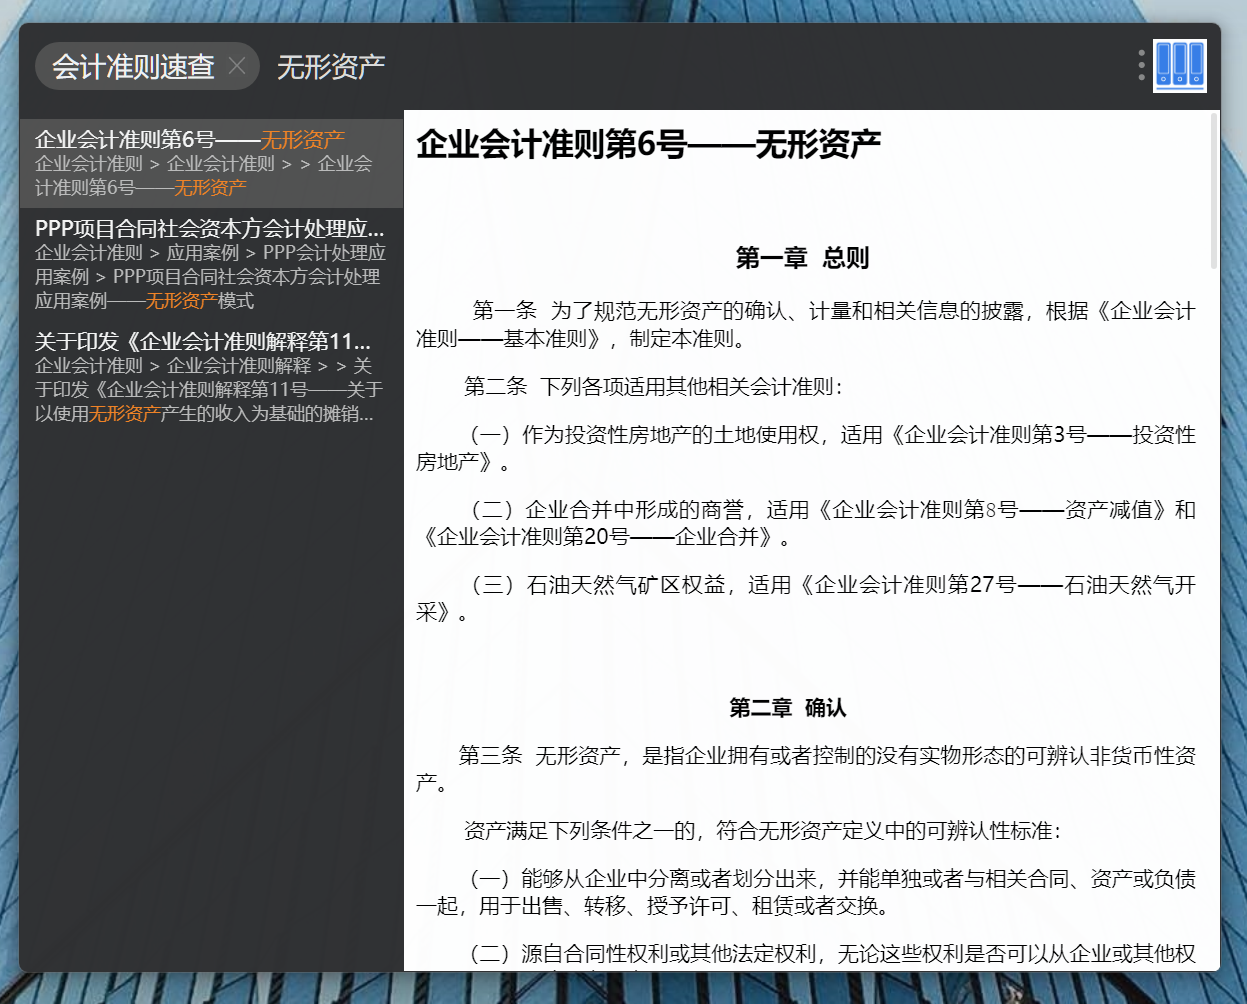 会计准则速查
无形资产
企业会计准则第6号——无形资产
企业会计准则 > 企业会计准则 > > 企业会
计准则第6号——无形资产
PPP项目合同社会资本方会计处理应...
企业会计准则 > 应用案例 > PPP会计处理应
用案例 > PPP项目合同社会资本方会计处理
应用案例——无形资产模式
关于印发《企业会计准则解释第11...
企业会计准则 > 企业会计准则解释 > > 关
于印发《企业会计准则解释第11号——关于
以使用无形资产产生的收入为基础的摊销...
企业会计准则第6号——无形资产
第一章 总则
第一条 为了规范无形资产的确认、计量和相关信息的披露，根据《企业会计
准则——基本准则》，制定本准则。
第二条 下列各项适用其他相关会计准则：
（一）作为投资性房地产的土地使用权，适用《企业会计准则第3号——投资性
房地产》。
（二）企业合并中形成的商誉，适用《企业会计准则第8号——资产减值》和
《企业会计准则第20号——企业合并》。
（三）石油天然气矿区权益，适用《企业会计准则第27号——石油天然气开
采》。
第二章 确认
第三条 无形资产，是指企业拥有或者控制的没有实物形态的可辨认非货币性资
产。
资产满足下列条件之一的，符合无形资产定义中的可辨认性标准：
（一）能够从企业中分离或者划分出来，并能单独或者与相关合同、资产或负债
一起，用于出售、转移、授予许可、租赁或者交换。
（二）源自合同性权利或其他法定权利，无论这些权利是否可以从企业或其他权